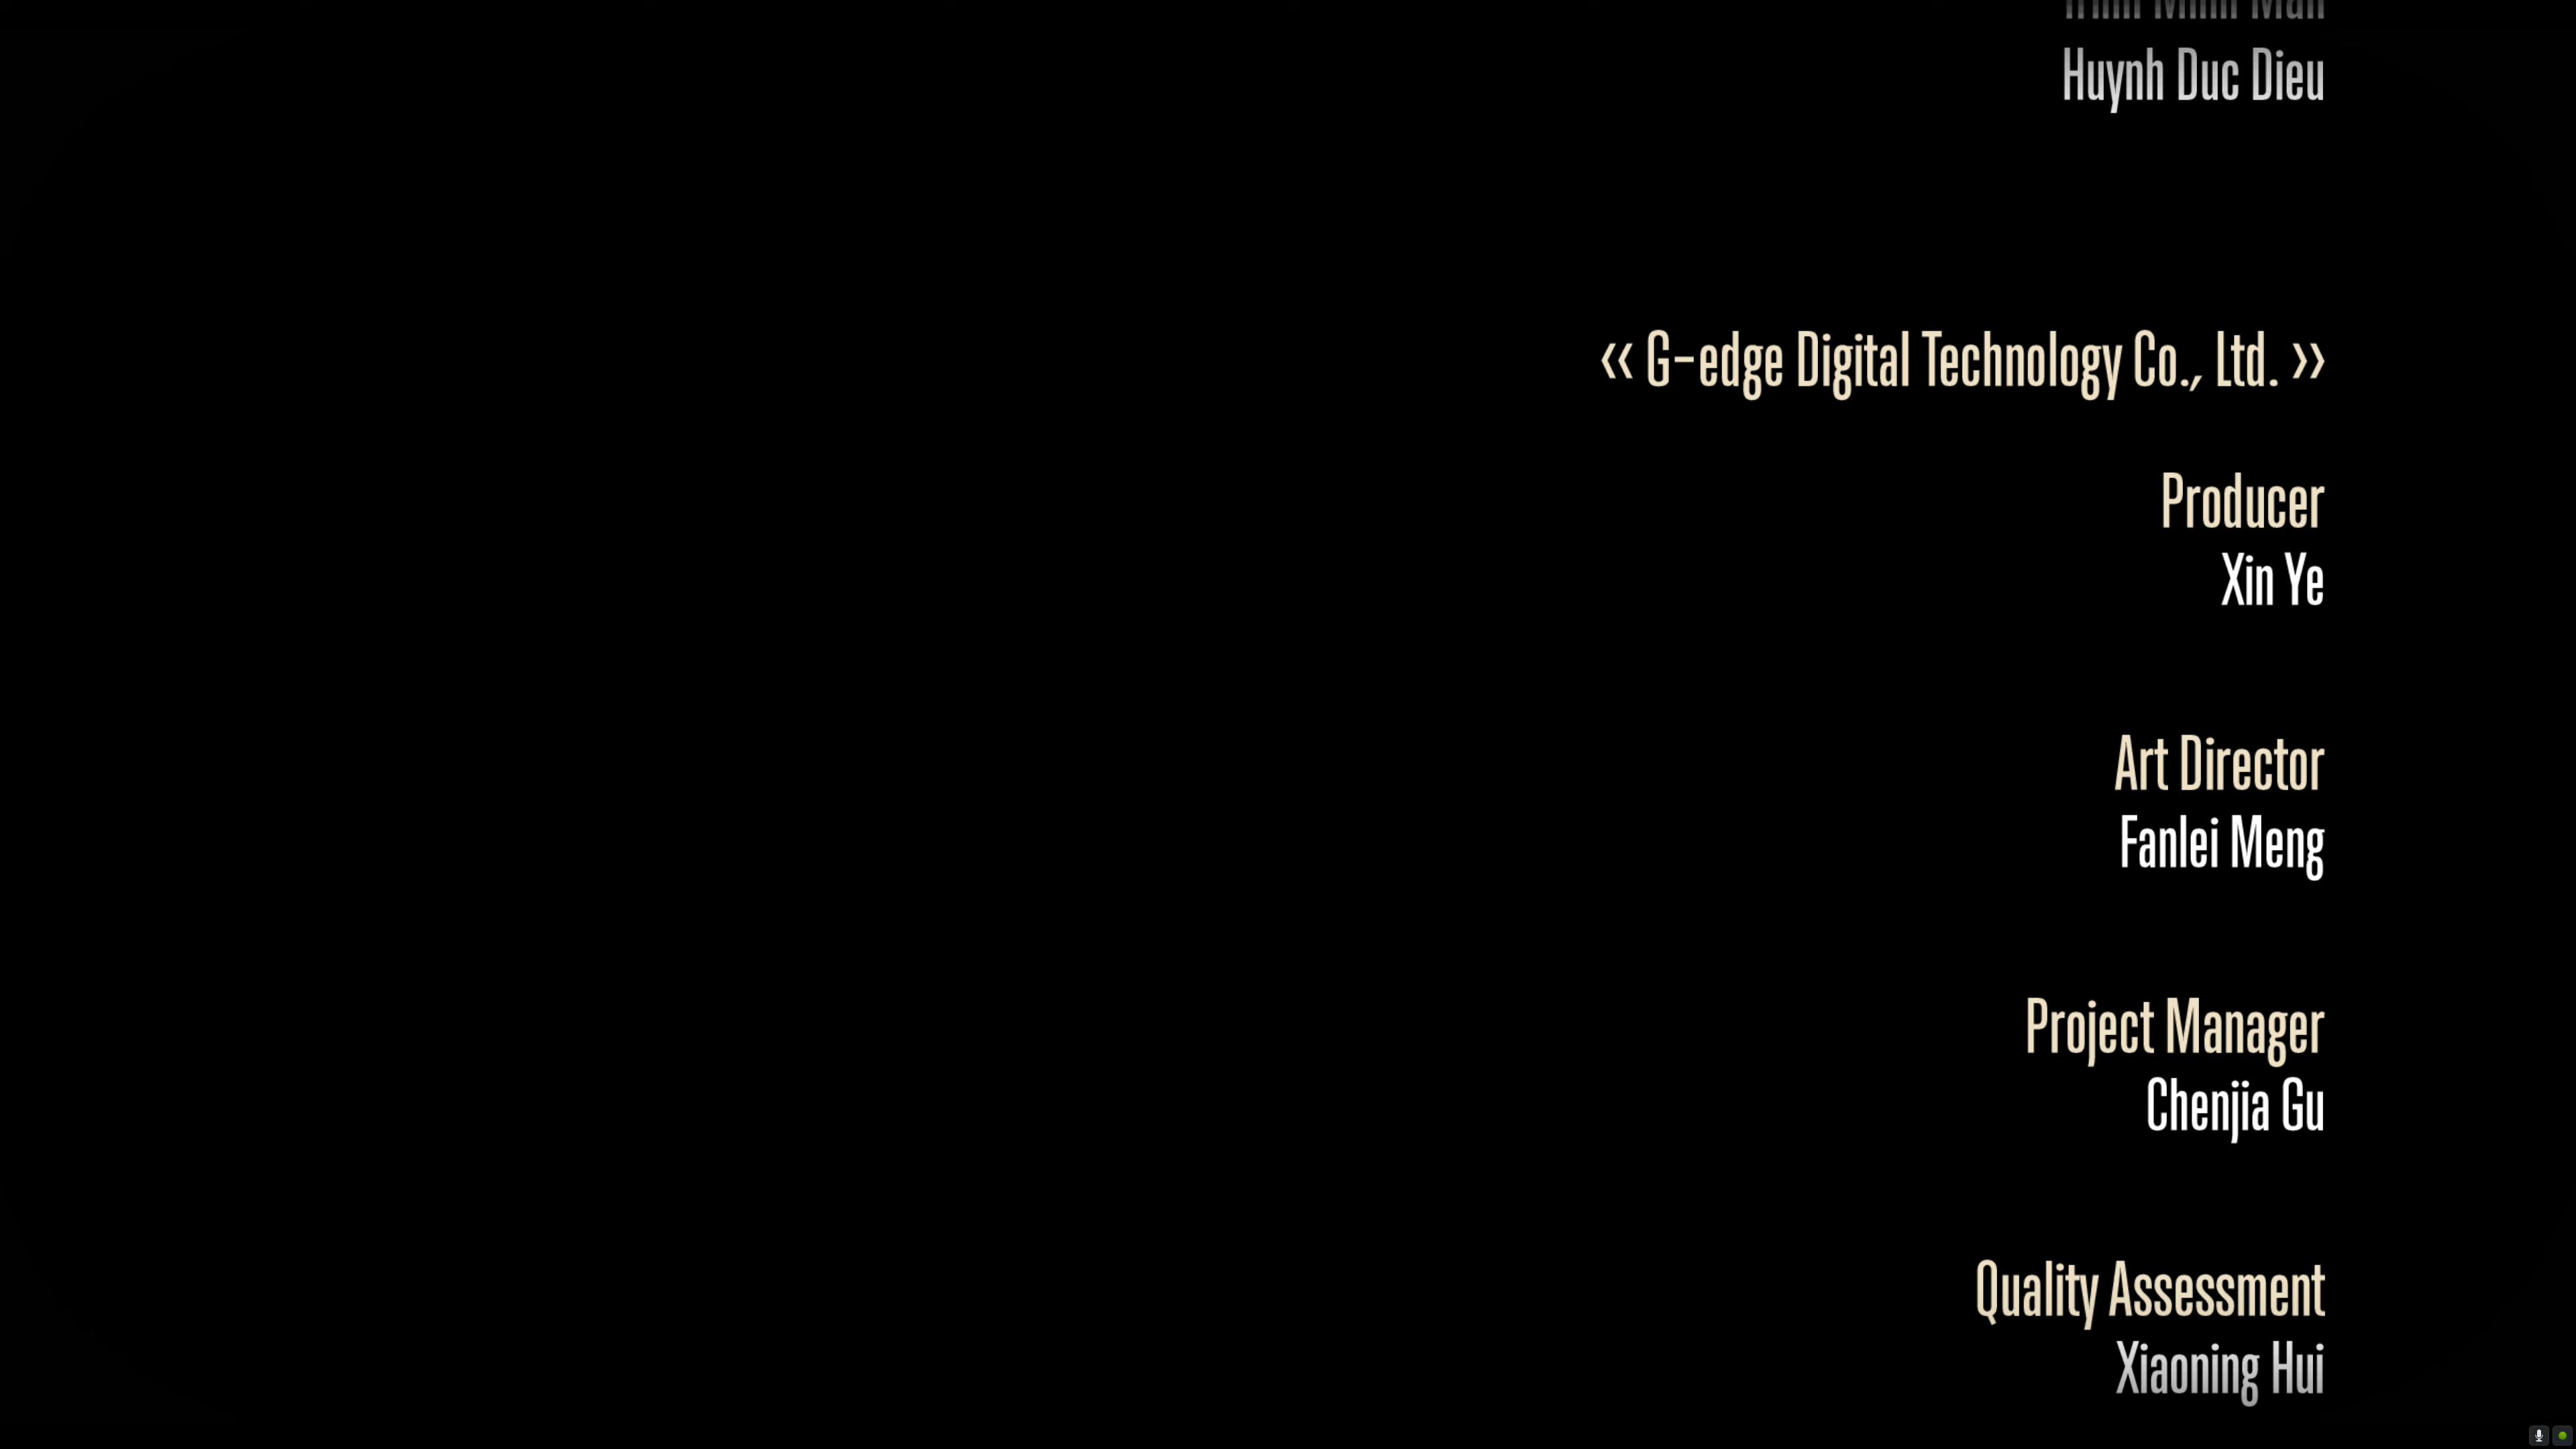 Huynh Duc Dieu
‹‹ G-edge Digital Technology Co., Ltd. ››
Producer
Xin Ye
Art Director
Fanlei Meng
Project Manager
Chenjia Gu
Quality Assessment
Xiaoning Hui